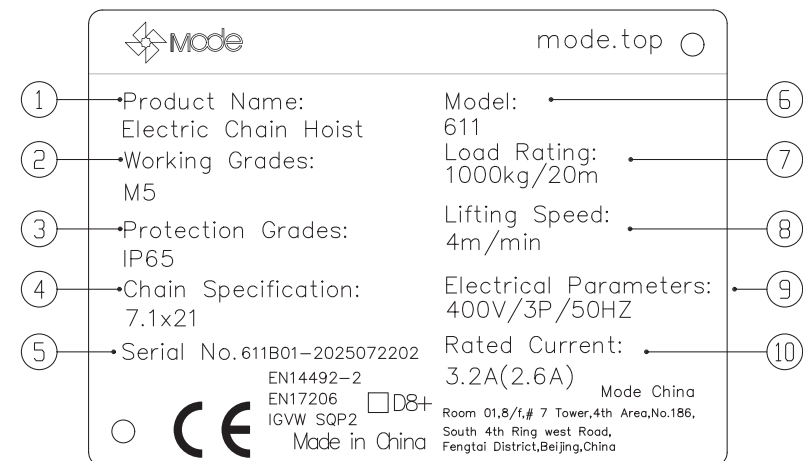 Mode
mode.top
1
Product Name:
Electric Chain Hoist
2
Working Grades:
M5
3
Protection Grades:
IP65
4
Chain Specification:
7.1x21
5
Serial No.611B01-2025072202
6
Model:
611
7
Load Rating:
1000kg/20m
8
Lifting Speed:
4m/min
9
Electrical Parameters:
400V/3P/50HZ
10
Rated Current:
3.2A(2.6A)
CE
EN14492-2
EN17206
IGVW SQP2
D8+
Made in China
Mode China
Room 01,8/f,# 7 Tower,4th Area,No.186,
South 4th Ring west Road,
Fengtai District,Beijing,China